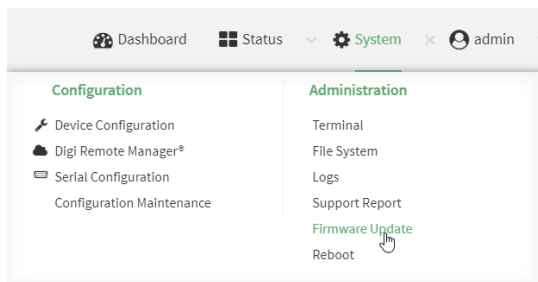 Dashboard Status System admin
Configuration
Device Configuration
Digi Remote Manager®
Serial Configuration
Configuration Maintenance
Administration
Terminal
File System
Logs
Support Report
Firmware Update
Reboot